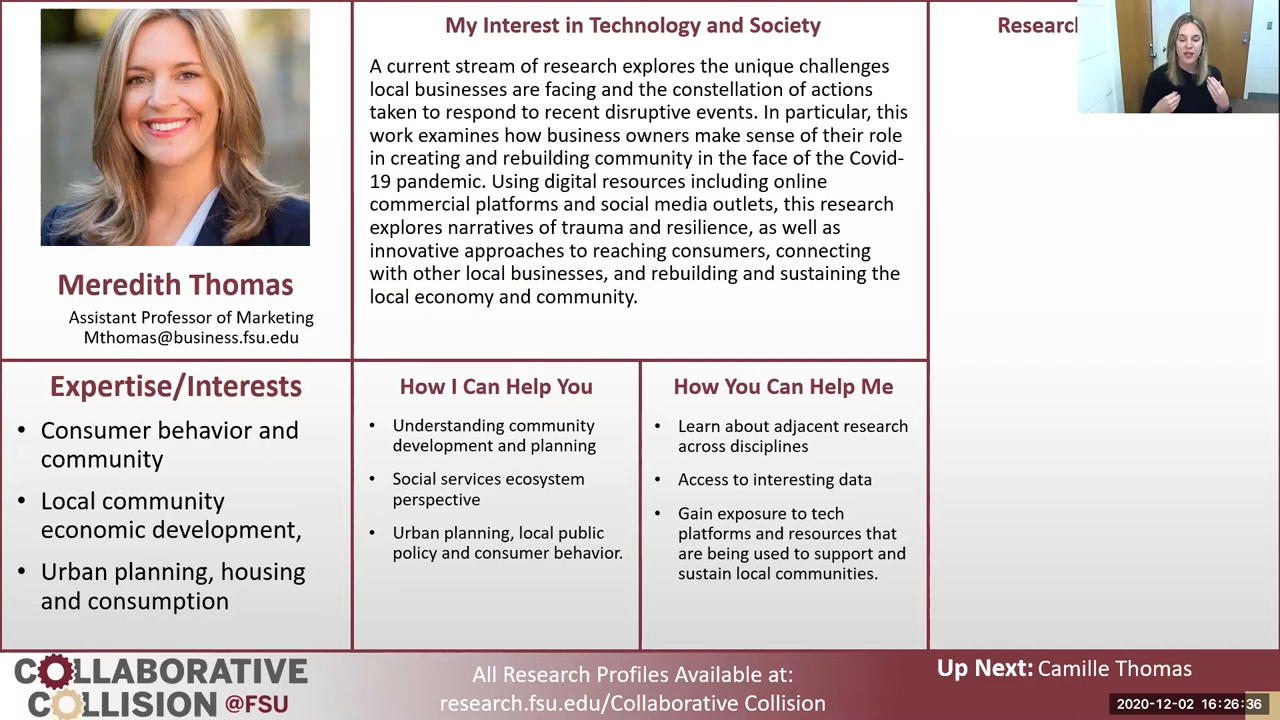 Meredith Thomas
Assistant Professor of Marketing
Mthomas@business.fsu.edu
My Interest in Technology and Society
A current stream of research explores the unique challenges
local businesses are facing and the constellation of actions
taken to respond to recent disruptive events. In particular, this
work examines how business owners make sense of their role
in creating and rebuilding community in the face of the Covid-
19 pandemic. Using digital resources including online
commercial platforms and social media outlets, this research
explores narratives of trauma and resilience, as well as
innovative approaches to reaching consumers, connecting
with other local businesses, and rebuilding and sustaining the
local economy and community.
Research
Expertise/Interests
• Consumer behavior and
community
• Local community
economic development,
• Urban planning, housing
and consumption
How I Can Help You
• Understanding community
development and planning
• Social services ecosystem
perspective
• Urban planning, local public
policy and consumer behavior.
How You Can Help Me
• Learn about adjacent research
across disciplines
• Access to interesting data
• Gain exposure to tech
platforms and resources that
are being used to support and
sustain local communities.
COLLABORATIVE
COLLISION @FSU
All Research Profiles Available at:
research.fsu.edu/Collaborative Collision
Up Next: Camille Thomas
2020-12-02 16:26:36